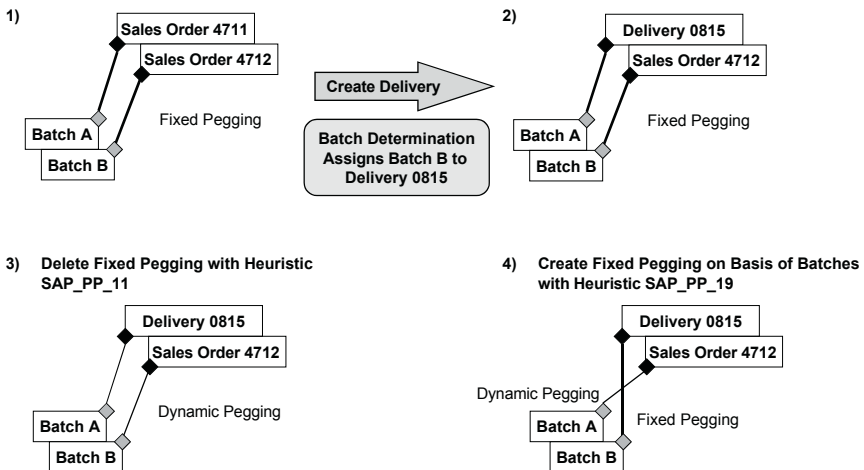 1)
Sales Order 4711
Sales Order 4712
Fixed Pegging
Batch A
Batch B
Create Delivery
Batch Determination
Assigns Batch B to
Delivery 0815
2)
Delivery 0815
Sales Order 4712
Fixed Pegging
Batch A
Batch B
3) Delete Fixed Pegging with Heuristic
SAP_PP_11
Delivery 0815
Sales Order 4712
Dynamic Pegging
Batch A
Batch B
4) Create Fixed Pegging on Basis of Batches
with Heuristic SAP_PP_19
Delivery 0815
Sales Order 4712
Dynamic Pegging
Fixed Pegging
Batch A
Batch B